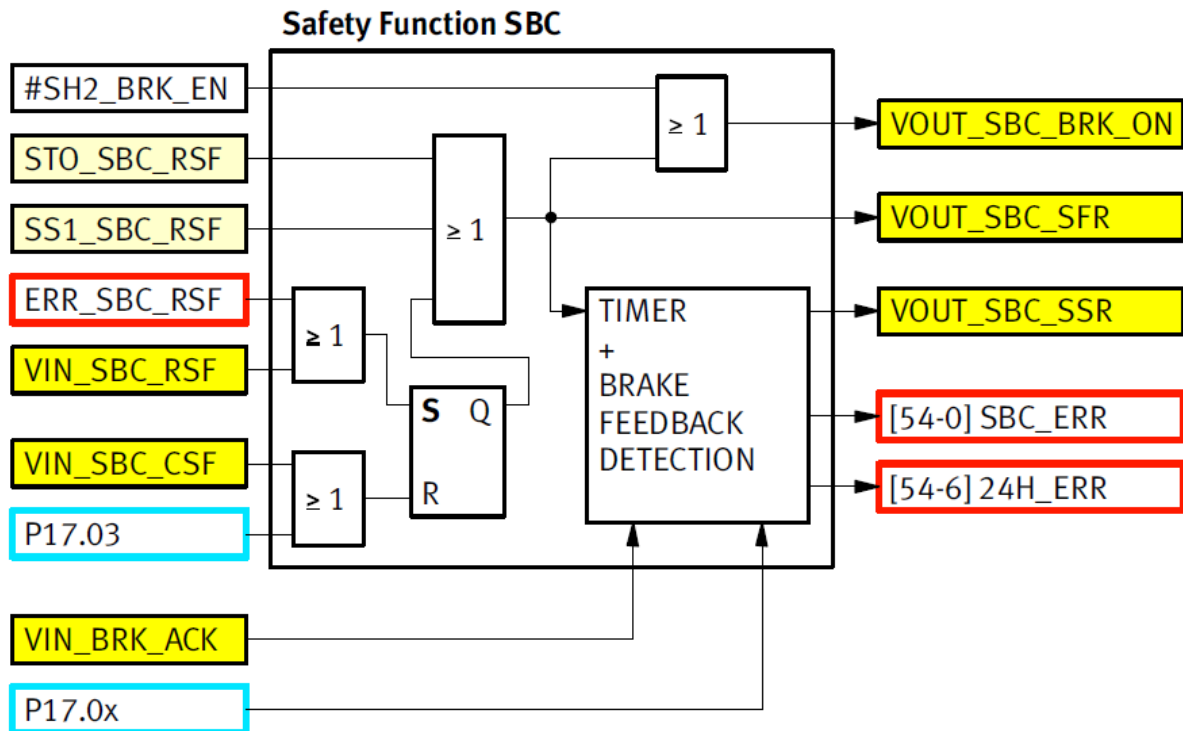 Safety Function SBC
#SH2_BRK_EN
STO_SBC_RSF
SS1_SBC_RSF
ERR_SBC_RSF
VIN_SBC_RSF
VIN_SBC_CSF
P17.03
VIN_BRK_ACK
P17.0x
≥ 1
≥ 1
≥ 1
≥ 1
S Q
R
TIMER
+
BRAKE
FEEDBACK
DETECTION
VOUT_SBC_BRK_ON
VOUT_SBC_SFR
VOUT_SBC_SSR
[54-0] SBC_ERR
[54-6] 24H_ERR